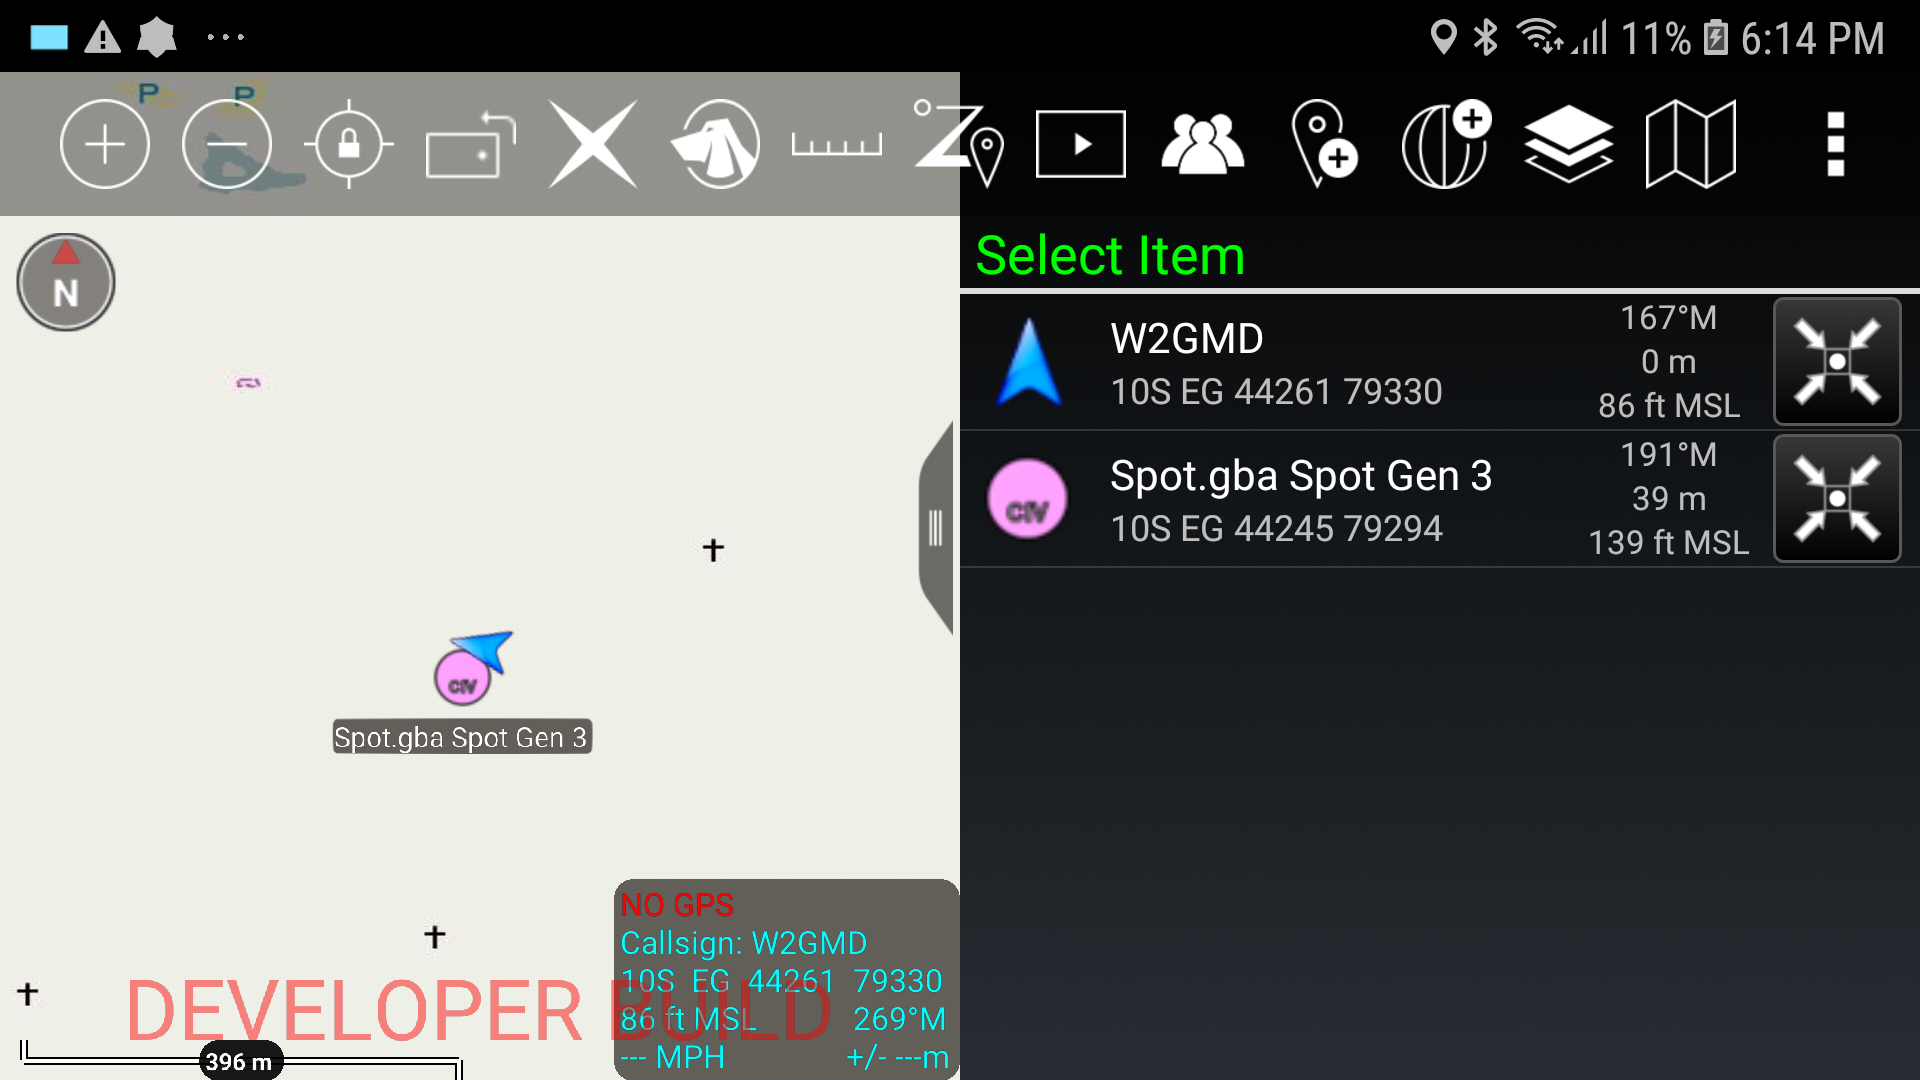 11% 6:14 PM
P P
Select Item
N
W2GMD
10S EG 44261 79330
167°M
0 m
86 ft MSL
CIV
Spot.gba Spot Gen 3
10S EG 44245 79294
191°M
39 m
139 ft MSL
CIV
Spot.gba Spot Gen 3
NO GPS
Callsign: W2GMD
10S EG 44261 79330
86 ft MSL 269°M
--- MPH +/- ---m
DEVELOPER BUILD
396 m